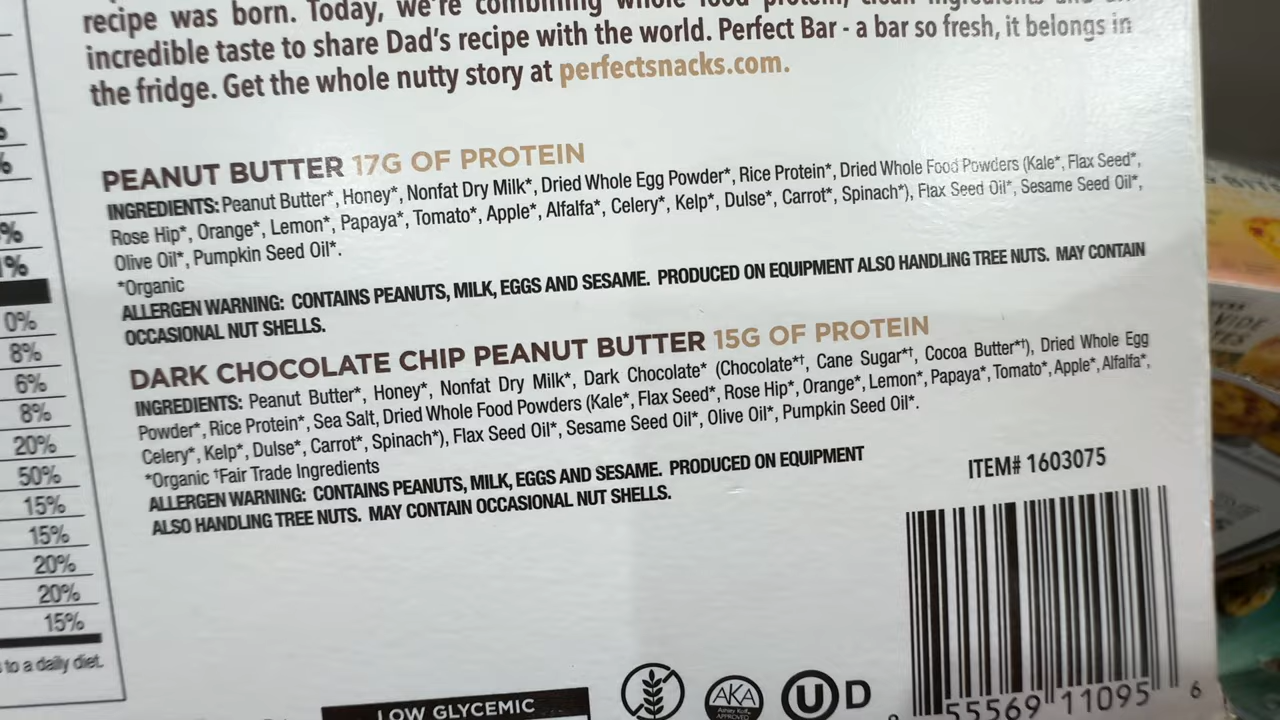 recipe was born. Today, we're combining whole food protein, clean ingredients and an
incredible taste to share Dad's recipe with the world. Perfect Bar - a bar so fresh, it belongs in
the fridge. Get the whole nutty story at perfectsnacks.com.
PEANUT BUTTER 17G OF PROTEIN
INGREDIENTS: Peanut Butter*, Honey*, Nonfat Dry Milk*, Dried Whole Egg Powder*, Rice Protein*, Dried Whole Food Powders (Kale*, Flax Seed*,
Rose Hip*, Orange*, Lemon*, Papaya*, Tomato*, Apple*, Alfalfa*, Celery*, Kelp*, Dulse*, Carrot*, Spinach*), Flax Seed Oil*, Sesame Seed Oil*,
Olive Oil*, Pumpkin Seed Oil*.
*Organic
ALLERGEN WARNING: CONTAINS PEANUTS, MILK, EGGS AND SESAME. PRODUCED ON EQUIPMENT ALSO HANDLING TREE NUTS. MAY CONTAIN
OCCASIONAL NUT SHELLS.
DARK CHOCOLATE CHIP PEANUT BUTTER 15G OF PROTEIN
INGREDIENTS: Peanut Butter*, Honey*, Nonfat Dry Milk*, Dark Chocolate* (Chocolate*†, Cane Sugar*†, Cocoa Butter*†), Dried Whole Egg
Powder*, Rice Protein*, Sea Salt, Dried Whole Food Powders (Kale*, Flax Seed*, Rose Hip*, Orange*, Lemon*, Papaya*, Tomato*, Apple*, Alfalfa*,
Celery*, Kelp*, Dulse*, Carrot*, Spinach*), Flax Seed Oil*, Sesame Seed Oil*, Olive Oil*, Pumpkin Seed Oil*.
*Organic †Fair Trade Ingredients
ALLERGEN WARNING: CONTAINS PEANUTS, MILK, EGGS AND SESAME. PRODUCED ON EQUIPMENT
ALSO HANDLING TREE NUTS. MAY CONTAIN OCCASIONAL NUT SHELLS.
ITEM# 1603075
%
1%
0%
8%
6%
8%
20%
50%
15%
15%
20%
20%
15%
to a daily diet.
LOW GLYCEMIC
AKA
APPROVED
U D
55569 11095 6